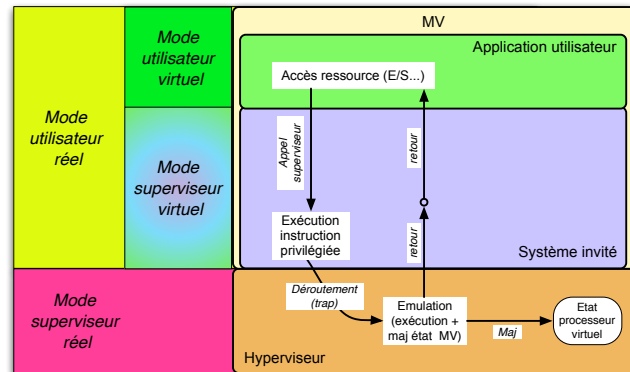 MV
Mode
utilisateur
virtuel
Application utilisateur
Accès ressource (E/S...)
Mode
utilisateur
réel
Appel
superviseur
retour
Mode
superviseur
virtuel
Exécution
instruction
privilégiée
retour
Système invité
Mode
superviseur
réel
Déroutement
(trap)
Emulation
(exécution +
maj état  MV)
Maj
Etat
processeur
virtuel
Hyperviseur